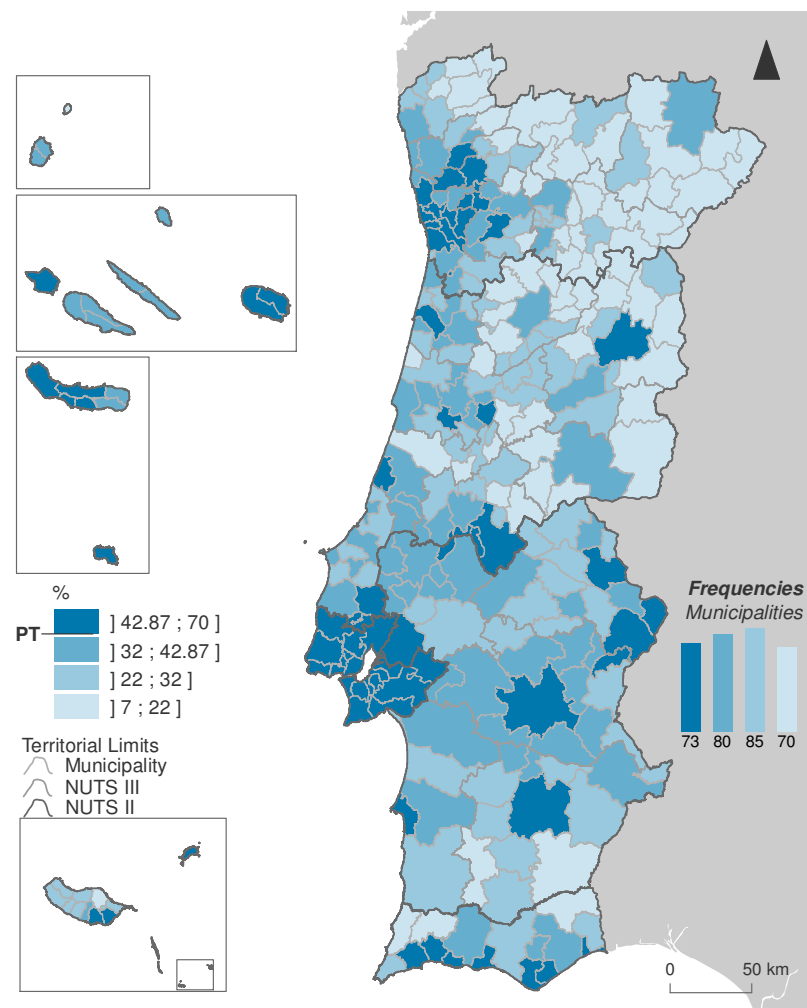 %
PT
] 42.87 ; 70 ]
] 32 ; 42.87 ]
] 22 ; 32 ]
] 7 ; 22 ]
Territorial Limits
Municipality
NUTS III
NUTS II
Frequencies
Municipalities
73 80 85 70
0 50 km